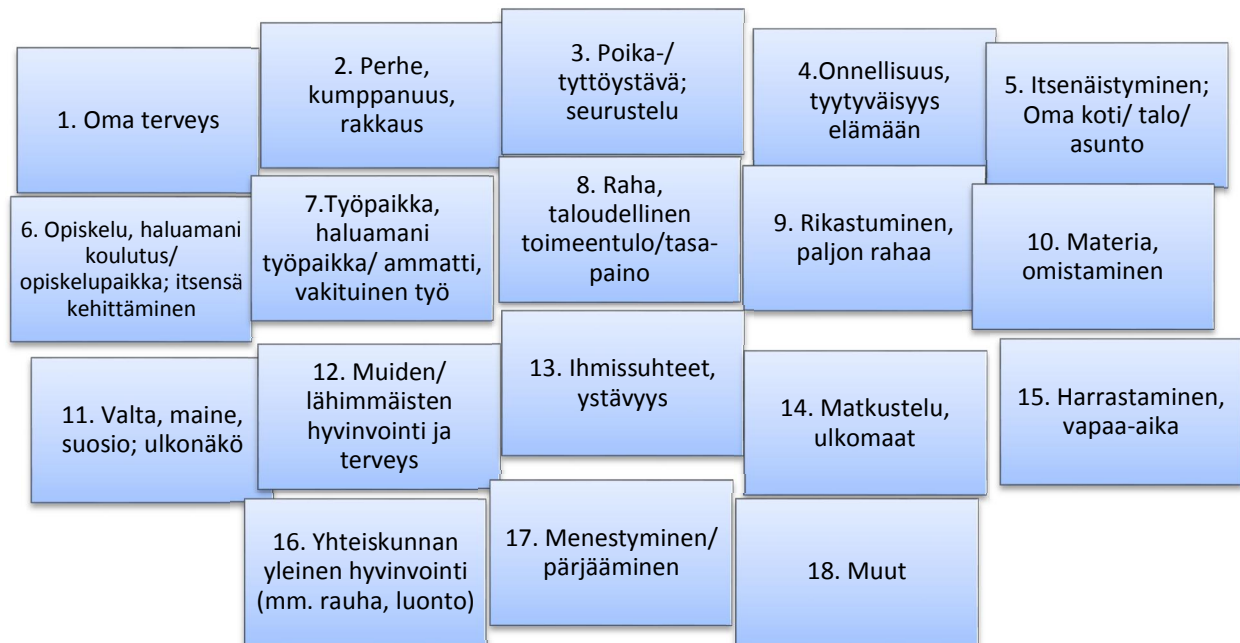 1. Oma terveys
2. Perhe,
kumppanuus,
rakkaus
3. Poika-/
tyttöystävä;
seurustelu
4.Onnellisuus,
tyytyväisyys
elämään
5. Itsenäistyminen;
Oma koti/ talo/
asunto
6. Opiskelu, haluamani
koulutus/
opiskelupaikka; itsensä
kehittäminen
7.Työpaikka,
haluamani
työpaikka/ ammatti,
vakituinen työ
8. Raha,
taloudellinen
toimeentulo/tasa-
paino
9. Rikastuminen,
paljon rahaa
10. Materia,
omistaminen
11. Valta, maine,
suosio; ulkonäkö
12. Muiden/
lähimmäisten
hyvinvointi ja
terveys
13. Ihmissuhteet,
ystävyys
14. Matkustelu,
ulkomaat
15. Harrastaminen,
vapaa-aika
16. Yhteiskunnan
yleinen hyvinvointi
(mm. rauha, luonto)
17. Menestyminen/
pärjääminen
18. Muut